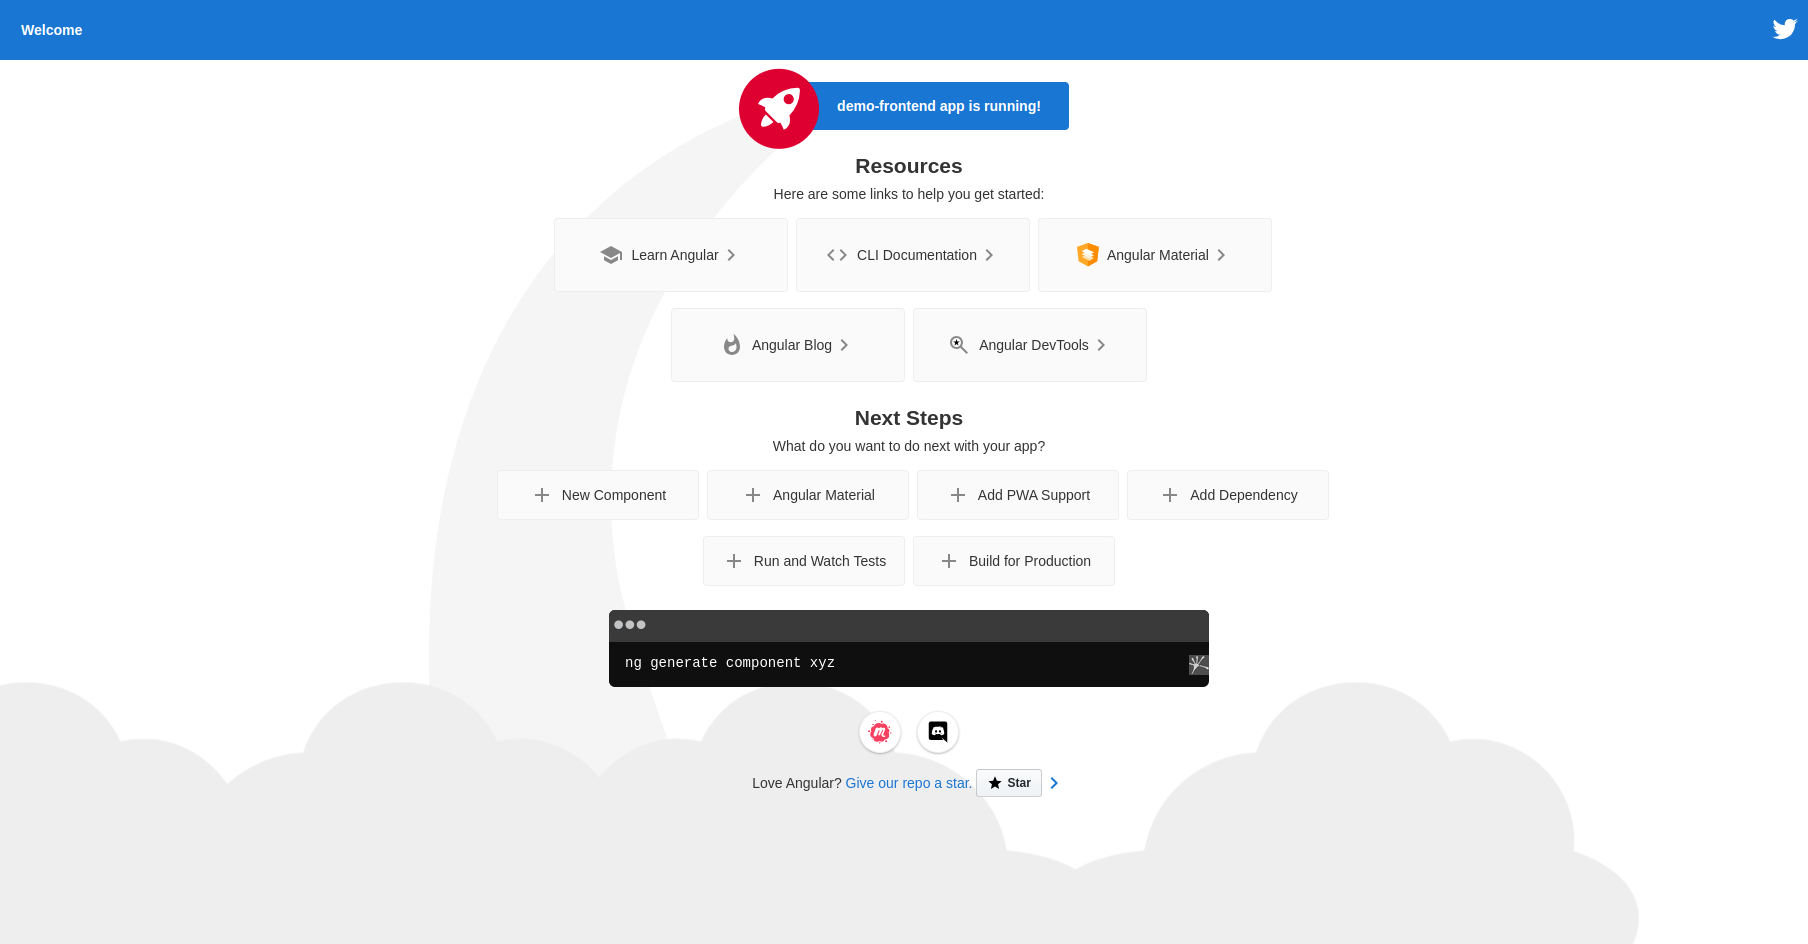 Welcome
demo-frontend app is running!
Resources
Here are some links to help you get started:
Learn Angular
CLI Documentation
Angular Material
Angular Blog
Angular DevTools
Next Steps
What do you want to do next with your app?
New Component
Angular Material
Add PWA Support
Add Dependency
Run and Watch Tests
Build for Production
ng generate component xyz
m
Love Angular? Give our repo a star. Star